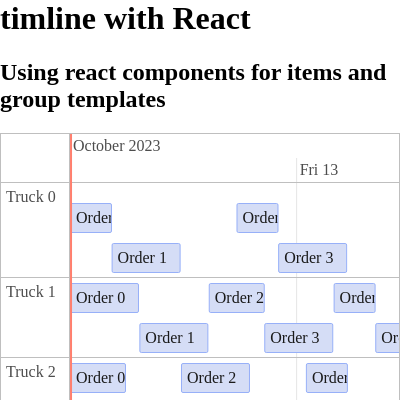 timline with React
Using react components for items and
group templates
October 2023
Fri 13
Truck 0
Order
Order
Order 1
Order 3
Truck 1
Order 0
Order 2
Order
Order 1
Order 3
Or
Truck 2
Order 0
Order 2
Order